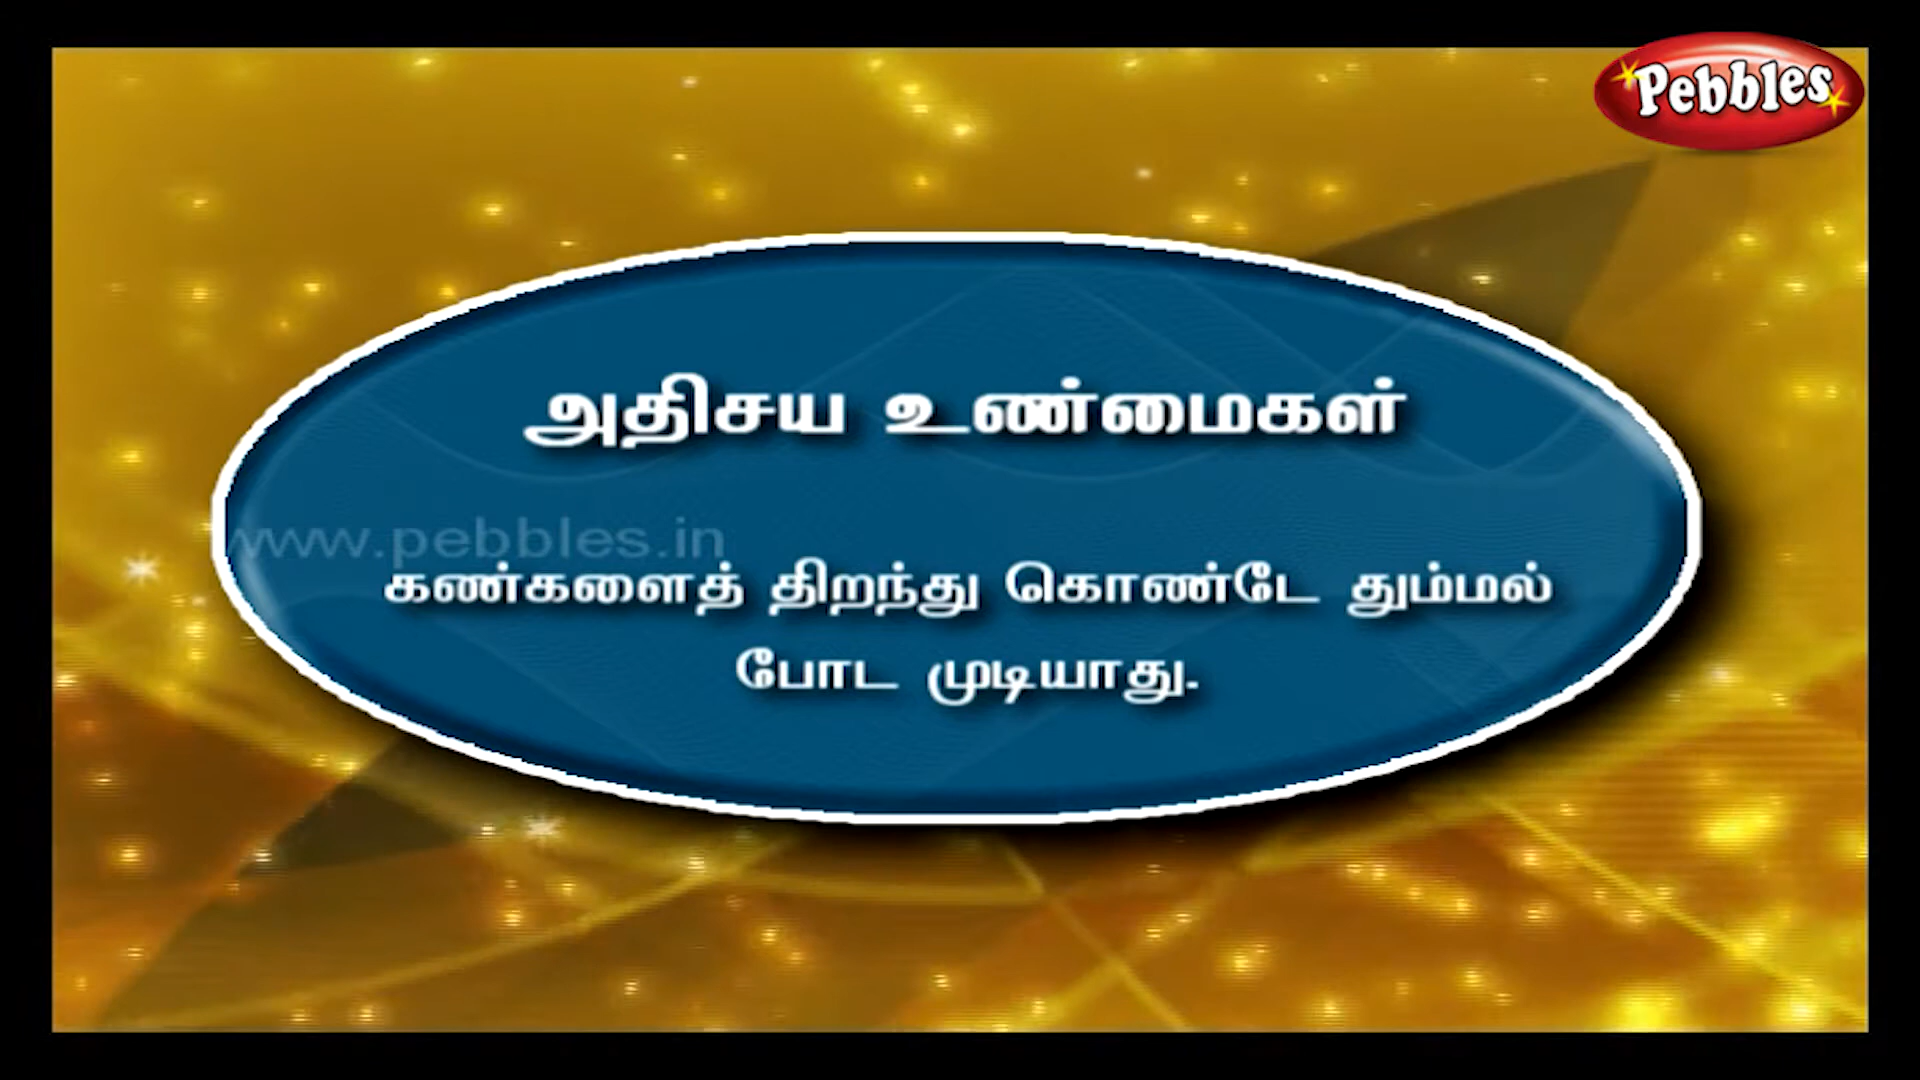 Pebbles
அதிசய உண்மைகள்
www.pebbles.in
கண்களைத் திறந்து கொண்டே தும்மல்
போட முடியாது.